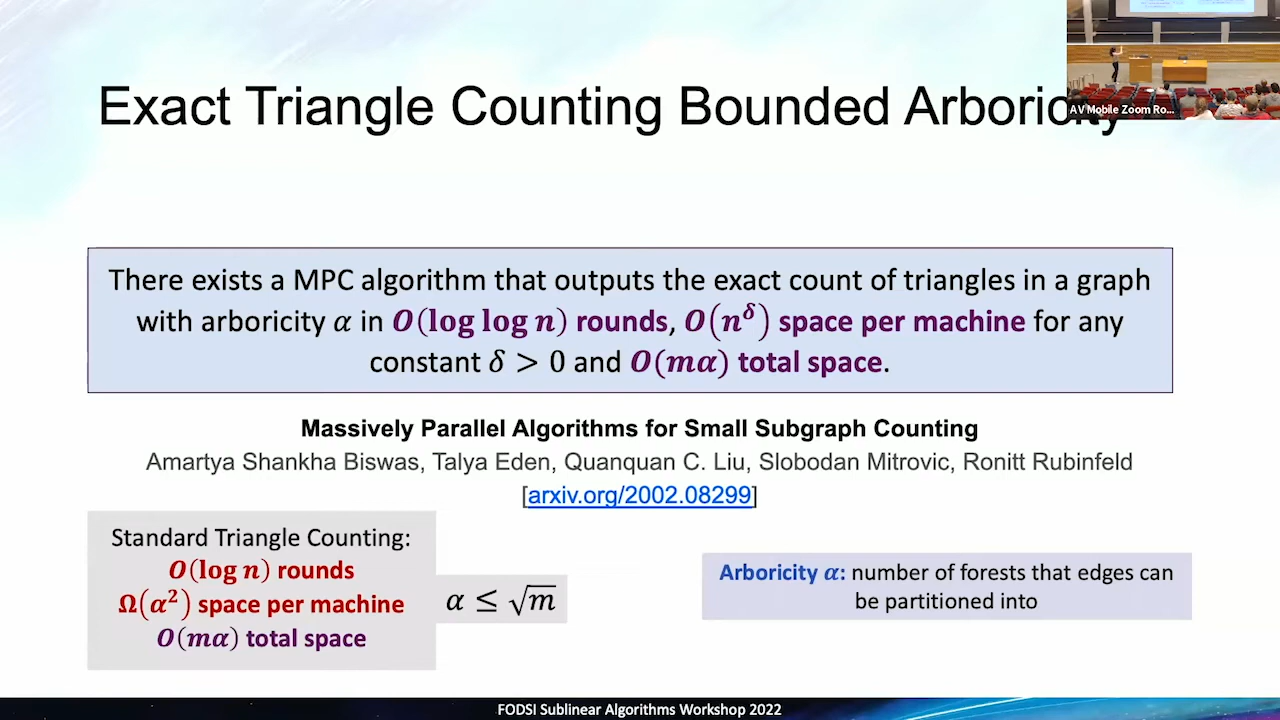 Exact Triangle Counting Bounded Arboricity
AV Mobile Zoom Ro...
There exists a MPC algorithm that outputs the exact count of triangles in a graph
with arboricity α in O(log log n) rounds, O(n^δ) space per machine for any
constant δ > 0 and O(mα) total space.
Massively Parallel Algorithms for Small Subgraph Counting
Amartya Shankha Biswas, Talya Eden, Quanquan C. Liu, Slobodan Mitrovic, Ronitt Rubinfeld
[arxiv.org/2002.08299]
Standard Triangle Counting:
O(log n) rounds
Ω(α²) space per machine
O(mα) total space
α ≤ √m
Arboricity α: number of forests that edges can
be partitioned into
FODSI Sublinear Algorithms Workshop 2022